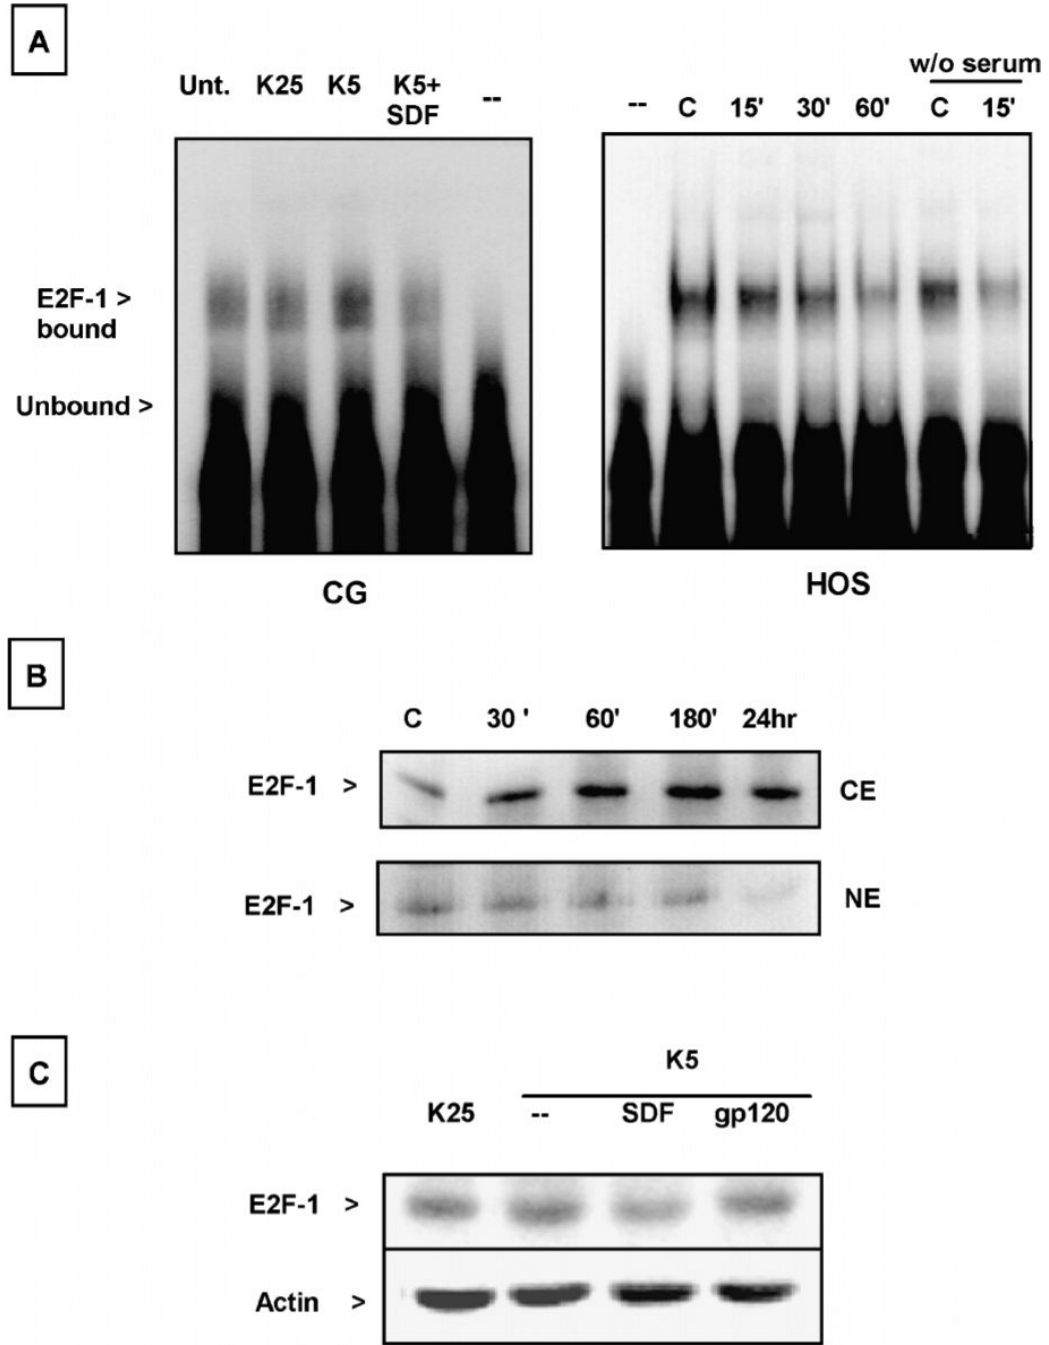 A
Unt. K25 K5 K5+ --
SDF
w/o serum
-- C 15' 30' 60' C 15'
E2F-1 >
bound
Unbound >
CG
HOS
B
C 30 ' 60' 180' 24hr
E2F-1 > CE
E2F-1 > NE
C
K5
K25 -- SDF gp120
E2F-1 >
Actin >